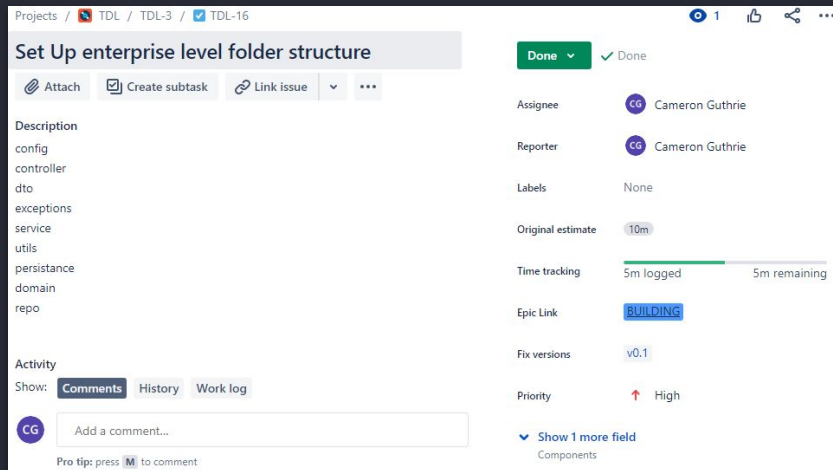 Projects / TDL / TDL-3 / TDL-16
1
Set Up enterprise level folder structure
Attach
Create subtask
Link issue
Description
config
controller
dto
exceptions
service
utils
persistance
domain
repo
Activity
Show: Comments History Work log
CG Add a comment...
Pro tip: press M to comment
Done Done
Assignee CG Cameron Guthrie
Reporter CG Cameron Guthrie
Labels None
Original estimate 10m
Time tracking 5m logged 5m remaining
Epic Link BUILDING
Fix versions v0.1
Priority High
Show 1 more field
Components